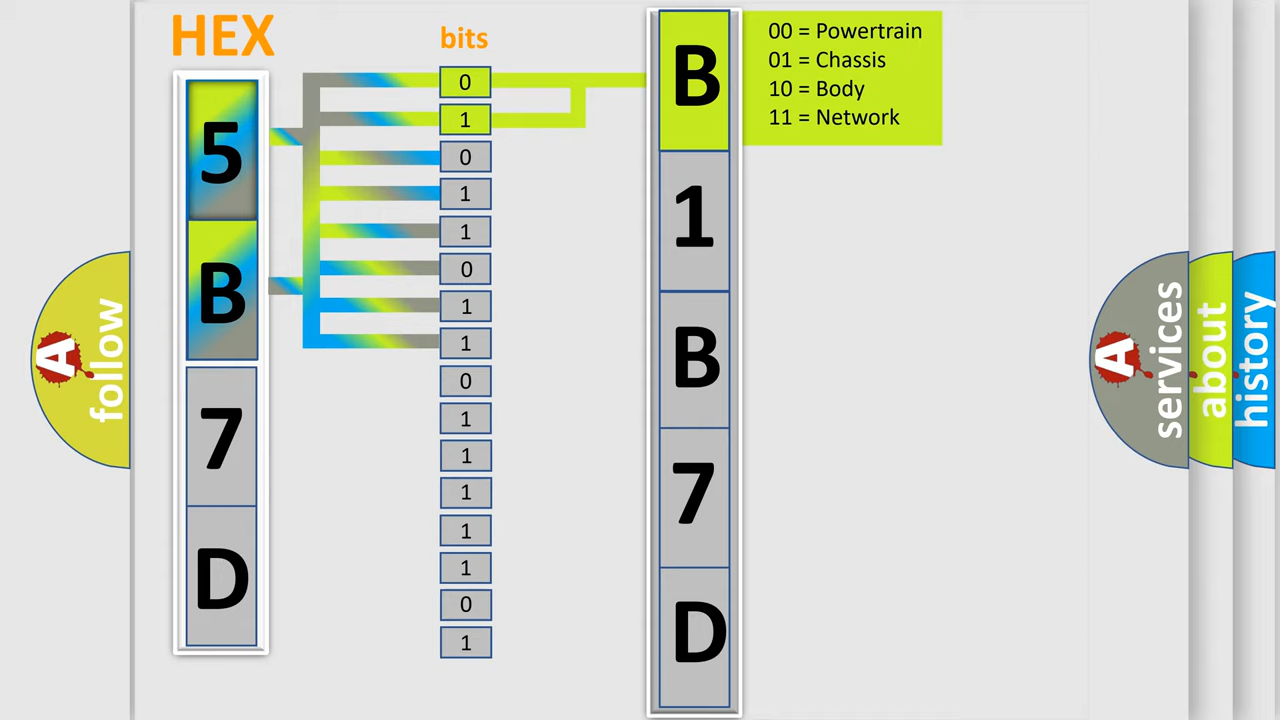 HEX
bits
5
B
7
D
0
1
0
1
1
0
1
1
0
1
1
1
1
1
0
1
B
1
B
7
D
00 = Powertrain
01 = Chassis
10 = Body
11 = Network
A
follow
A
services
about
history